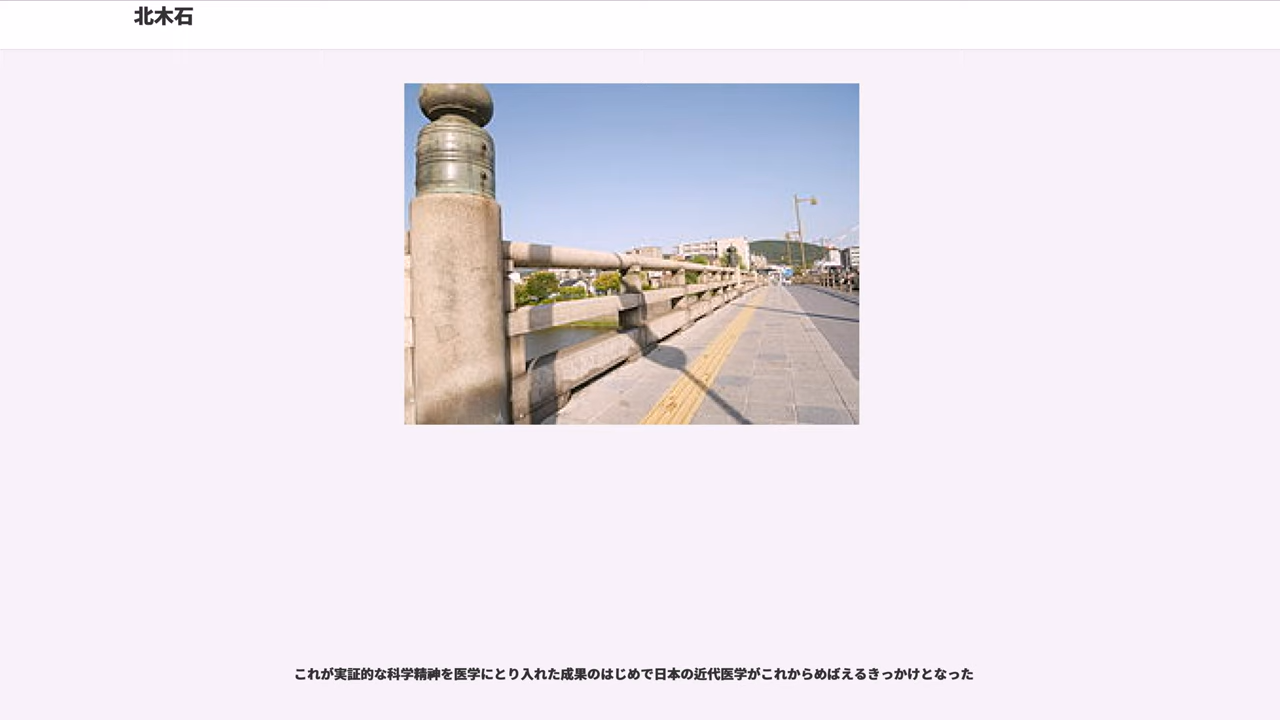 北木石
これが実証的な科学精神を医学にとり入れた成果のはじめで日本の近代医学がこれからめばえるきっかけとなった